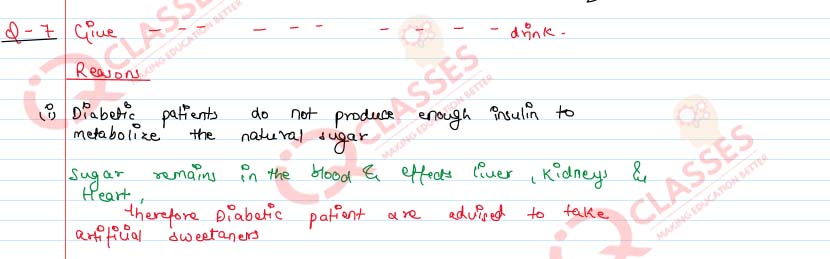 Q-7 Give - - - - - - - - - - drink.
Reasons
(i) Diabetic patients do not produce enough insulin to
metabolize the natural sugar
Sugar remains in the blood & effects liver, kidneys &
Heart,
therefore Diabetic patient are advised to take
artificial sweetaners
CLASSES
MAKING EDUCATION BETTER
CLASSES
MAKING EDUCATION BETTER
CLASSES
MAKING EDUCATION BETTER